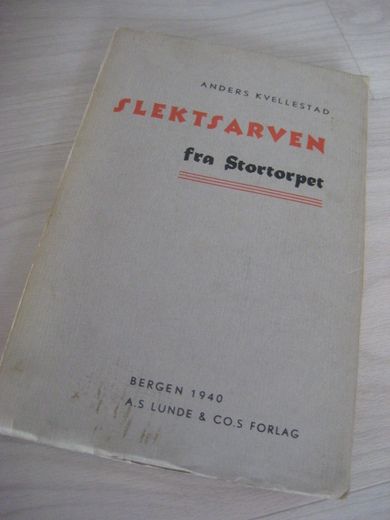 ANDERS KVELLESTAD
SLEKTSARVEN
fra Stortorpet
BERGEN 1940
A.S LUNDE & CO.S FORLAG